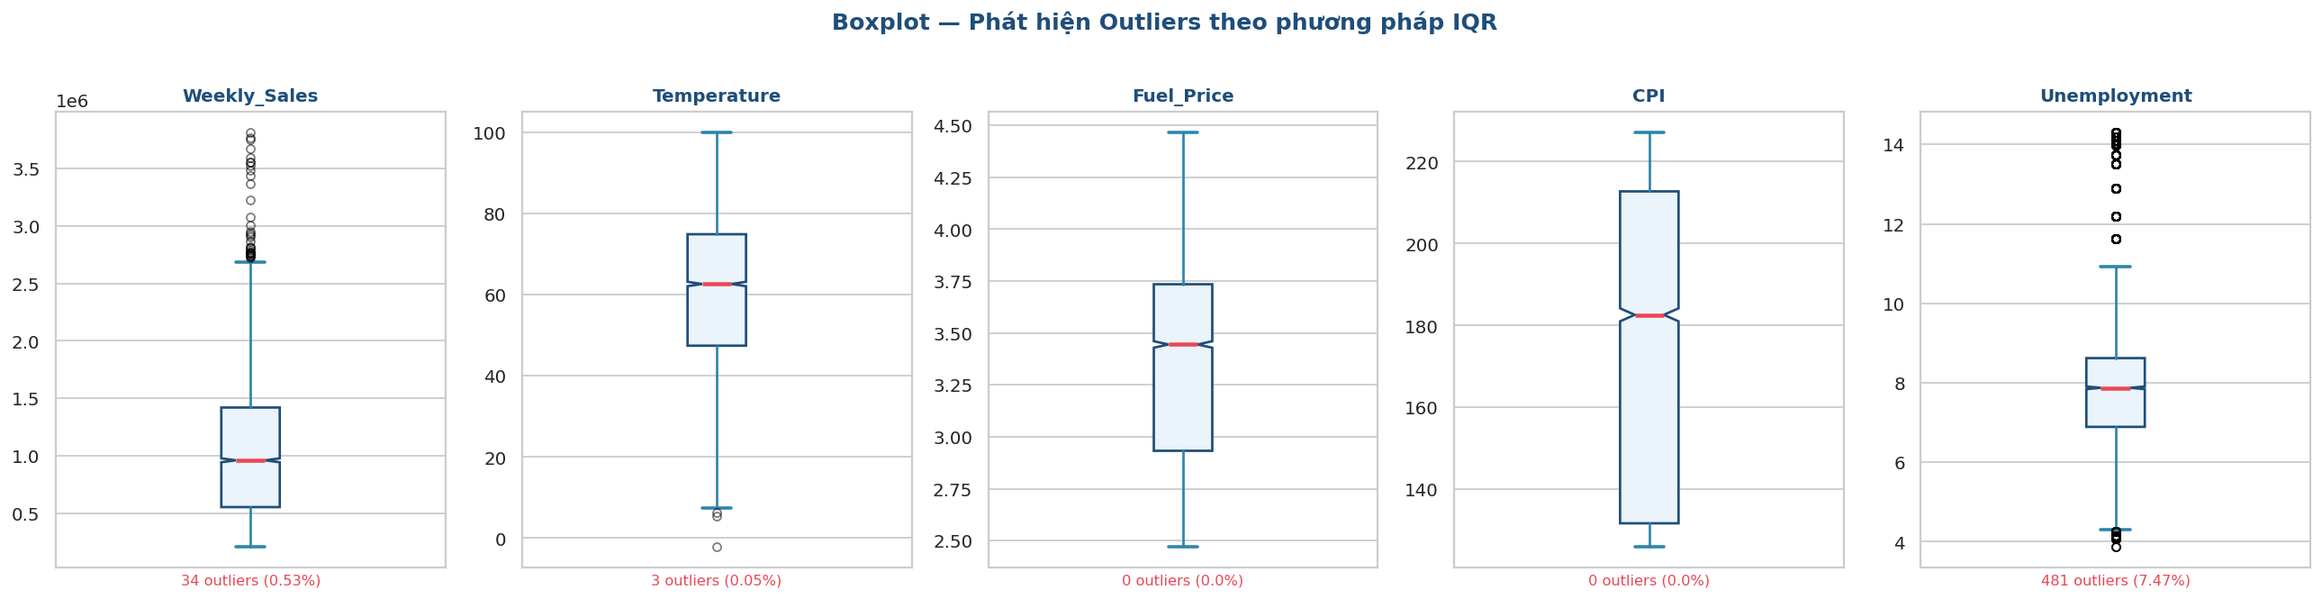 Boxplot — Phát hiện Outliers theo phương pháp IQR
Weekly_Sales
1e6
3.5
3.0
2.5
2.0
1.5
1.0
0.5
34 outliers (0.53%)
Temperature
100
80
60
40
20
0
3 outliers (0.05%)
Fuel_Price
4.50
4.25
4.00
3.75
3.50
3.25
3.00
2.75
2.50
0 outliers (0.0%)
CPI
220
200
180
160
140
0 outliers (0.0%)
Unemployment
14
12
10
8
6
4
481 outliers (7.47%)